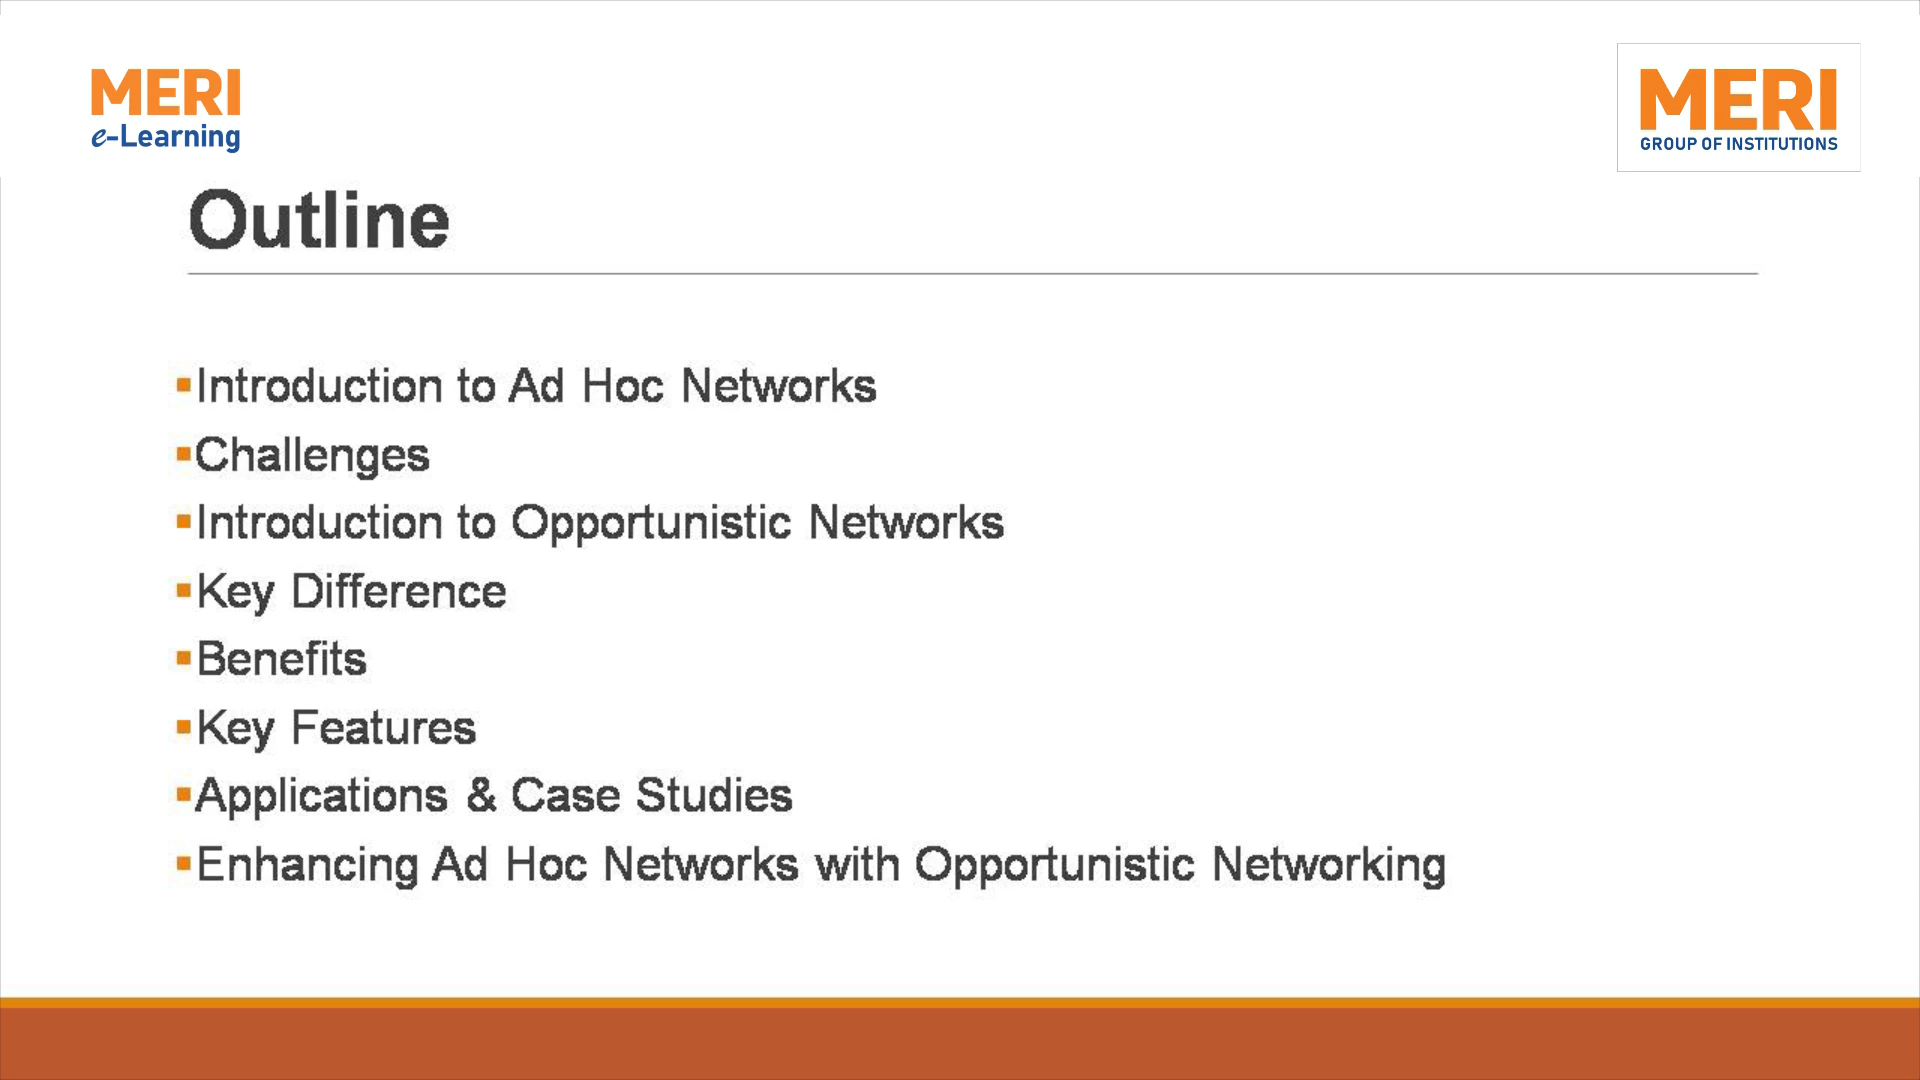 MERI
e-Learning
MERI
GROUP OF INSTITUTIONS
Outline
▪Introduction to Ad Hoc Networks
▪Challenges
▪Introduction to Opportunistic Networks
▪Key Difference
▪Benefits
▪Key Features
▪Applications & Case Studies
▪Enhancing Ad Hoc Networks with Opportunistic Networking